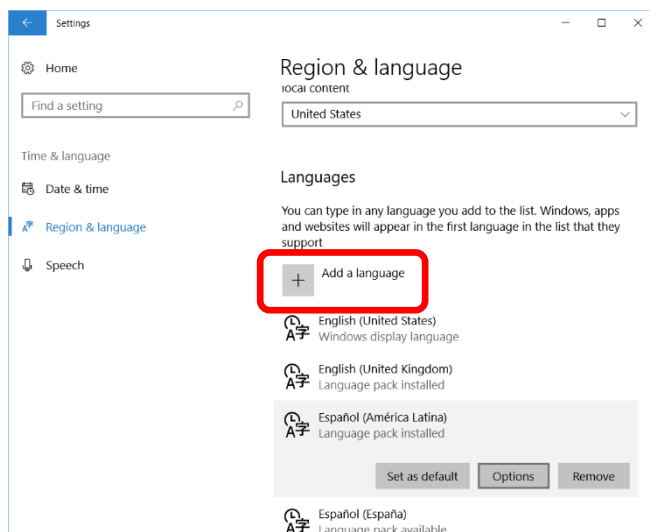 Settings
Home
Find a setting
Time & language
Date & time
Region & language
Speech
Region & language
local content
United States
Languages
You can type in any language you add to the list. Windows, apps
and websites will appear in the first language in the list that they
support
Add a language
English (United States)
Windows display language
English (United Kingdom)
Language pack installed
Español (América Latina)
Language pack installed
Set as default Options Remove
Español (España)
Language pack available